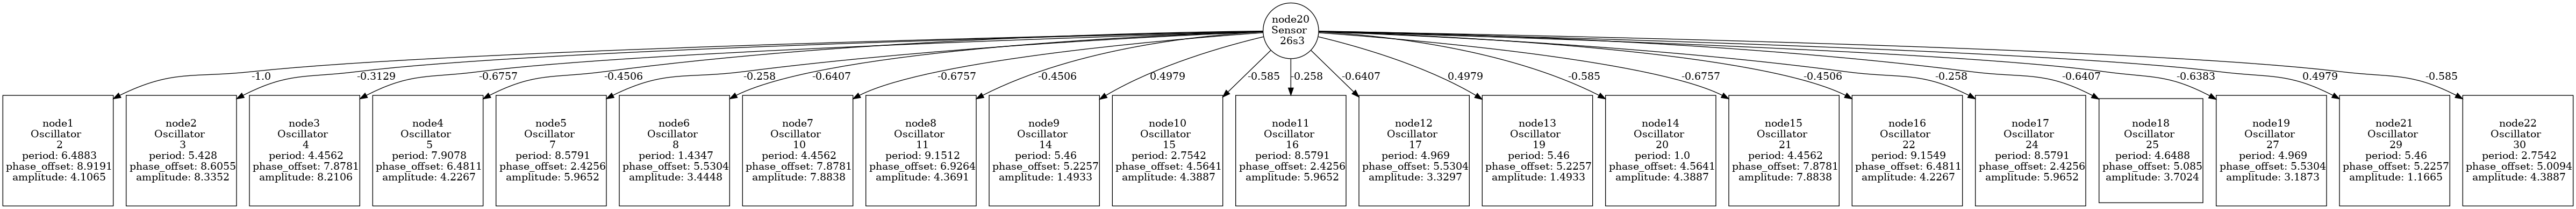 node20
Sensor
26s3
-1.0
-0.3129
-0.6757
-0.4506
-0.258
-0.6407
-0.6757
-0.4506
0.4979
-0.585
-0.258
-0.6407
0.4979
-0.585
-0.6757
-0.4506
-0.258
-0.6407
-0.6383
0.4979
-0.585
node1
Oscillator
2
period: 6.4883
phase_offset: 8.9191
amplitude: 4.1065
node2
Oscillator
3
period: 5.428
phase_offset: 8.6055
amplitude: 8.3352
node3
Oscillator
4
period: 4.4562
phase_offset: 7.8781
amplitude: 8.2106
node4
Oscillator
5
period: 7.9078
phase_offset: 6.4811
amplitude: 4.2267
node5
Oscillator
7
period: 8.5791
phase_offset: 2.4256
amplitude: 5.9652
node6
Oscillator
8
period: 1.4347
phase_offset: 5.5304
amplitude: 3.4448
node7
Oscillator
10
period: 4.4562
phase_offset: 7.8781
amplitude: 7.8838
node8
Oscillator
11
period: 9.1512
phase_offset: 6.9264
amplitude: 4.3691
node9
Oscillator
14
period: 5.46
phase_offset: 5.2257
amplitude: 1.4933
node10
Oscillator
15
period: 2.7542
phase_offset: 4.5641
amplitude: 4.3887
node11
Oscillator
16
period: 8.5791
phase_offset: 2.4256
amplitude: 5.9652
node12
Oscillator
17
period: 4.969
phase_offset: 5.5304
amplitude: 3.3297
node13
Oscillator
19
period: 5.46
phase_offset: 5.2257
amplitude: 1.4933
node14
Oscillator
20
period: 1.0
phase_offset: 4.5641
amplitude: 4.3887
node15
Oscillator
21
period: 4.4562
phase_offset: 7.8781
amplitude: 7.8838
node16
Oscillator
22
period: 9.1549
phase_offset: 6.4811
amplitude: 4.2267
node17
Oscillator
24
period: 8.5791
phase_offset: 2.4256
amplitude: 5.9652
node18
Oscillator
25
period: 4.6488
phase_offset: 5.085
amplitude: 3.7024
node19
Oscillator
27
period: 4.969
phase_offset: 5.5304
amplitude: 3.1873
node21
Oscillator
29
period: 5.46
phase_offset: 5.2257
amplitude: 1.1665
node22
Oscillator
30
period: 2.7542
phase_offset: 5.0094
amplitude: 4.3887